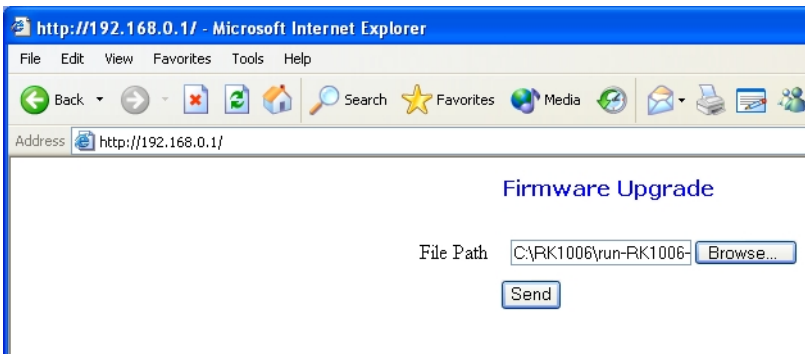 http://192.168.0.1/ - Microsoft Internet Explorer
File Edit View Favorites Tools Help
Back Search Favorites Media
Address http://192.168.0.1/
Firmware Upgrade
File Path C:\RK1006\run-RK1006- Browse...
Send